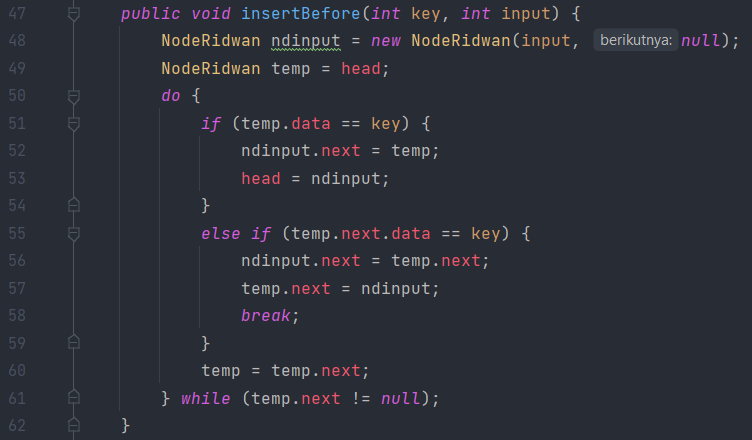 47 public void insertBefore(int key, int input) {
48 NodeRidwan ndinput = new NodeRidwan(input, berikutnya: null);
49 NodeRidwan temp = head;
50 do {
51 if (temp.data == key) {
52 ndinput.next = temp;
53 head = ndinput;
54 }
55 else if (temp.next.data == key) {
56 ndinput.next = temp.next;
57 temp.next = ndinput;
58 break;
59 }
60 temp = temp.next;
61 } while (temp.next != null);
62 }